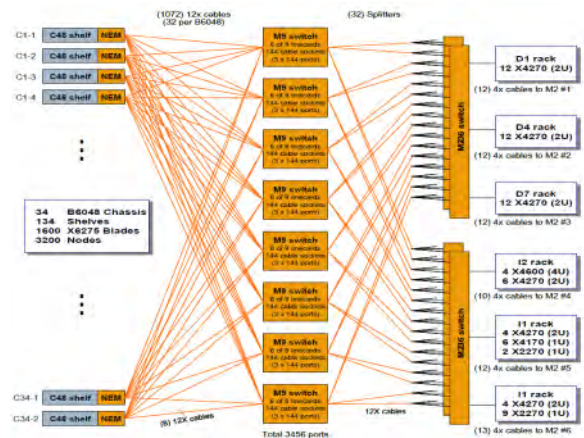 (1072) 12x cables
(32 per B6048)
(32) Splitters
C1-1 C48 shelf NEM
C1-2 C48 shelf NEM
C1-3 C48 shelf NEM
C1-4 C48 shelf NEM
34 B6048 Chassis
134 Shelves
1600 X6275 Blades
3200 Nodes
C34-1 C48 shelf NEM
C34-2 C48 shelf NEM
(8) 12X cables
M9 switch
6 of 9 linecards
144 cable sockets
(3 x 144 ports)
M9 switch
6 of 9 linecards
144 cable sockets
(3 x 144 ports)
M9 switch
6 of 9 linecards
144 cable sockets
(3 x 144 ports)
M9 switch
6 of 9 linecards
144 cable sockets
(3 x 144 ports)
M9 switch
6 of 9 linecards
144 cable sockets
(3 x 144 ports)
M9 switch
6 of 9 linecards
144 cable sockets
(3 x 144 ports)
M9 switch
6 of 9 linecards
144 cable sockets
(3 x 144 ports)
M9 switch
6 of 9 linecards
144 cable sockets
(3 x 144 ports)
Total 3456 ports
12X cables
M2/36 switch
M2/36 switch
D1 rack
12 X4270 (2U)
(12) 4x cables to M2 #1
D4 rack
12 X4270 (2U)
(12) 4x cables to M2 #2
D7 rack
12 X4270 (2U)
(12) 4x cables to M2 #3
I2 rack
4 X4600 (4U)
6 X4270 (2U)
(10) 4x cables to M2 #4
I1 rack
4 X4270 (2U)
6 X4170 (1U)
2 X2270 (1U)
(12) 4x cables to M2 #5
I1 rack
4 X4270 (2U)
9 X2270 (1U)
(13) 4x cables to M2 #6